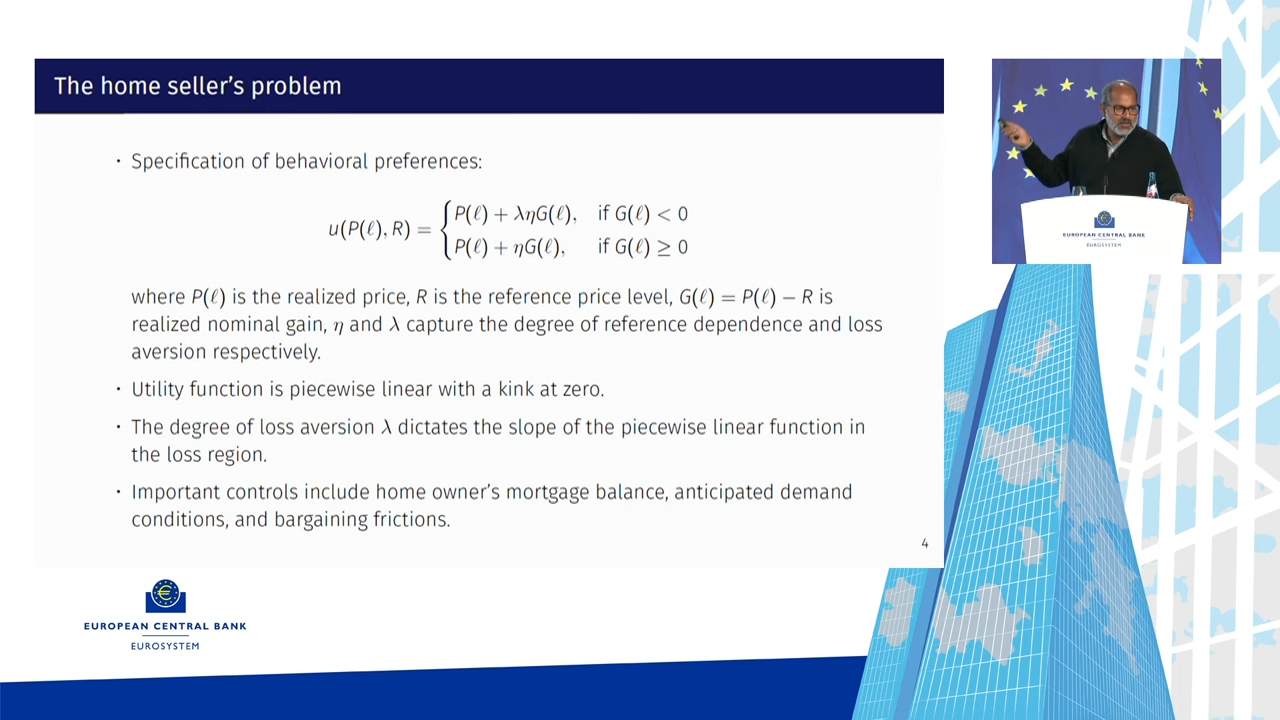 The home seller's problem
· Specification of behavioral preferences:
u(P(ℓ), R) = { P(ℓ) + ληG(ℓ), if G(ℓ) < 0
P(ℓ) + ηG(ℓ), if G(ℓ) ≥ 0
where P(ℓ) is the realized price, R is the reference price level, G(ℓ) = P(ℓ) − R is
realized nominal gain, η and λ capture the degree of reference dependence and loss
aversion respectively.
· Utility function is piecewise linear with a kink at zero.
· The degree of loss aversion λ dictates the slope of the piecewise linear function in
the loss region.
· Important controls include home owner's mortgage balance, anticipated demand
conditions, and bargaining frictions.
4
EUROPEAN CENTRAL BANK
EUROSYSTEM
EUROPEAN CENTRAL BANK
EUROSYSTEM